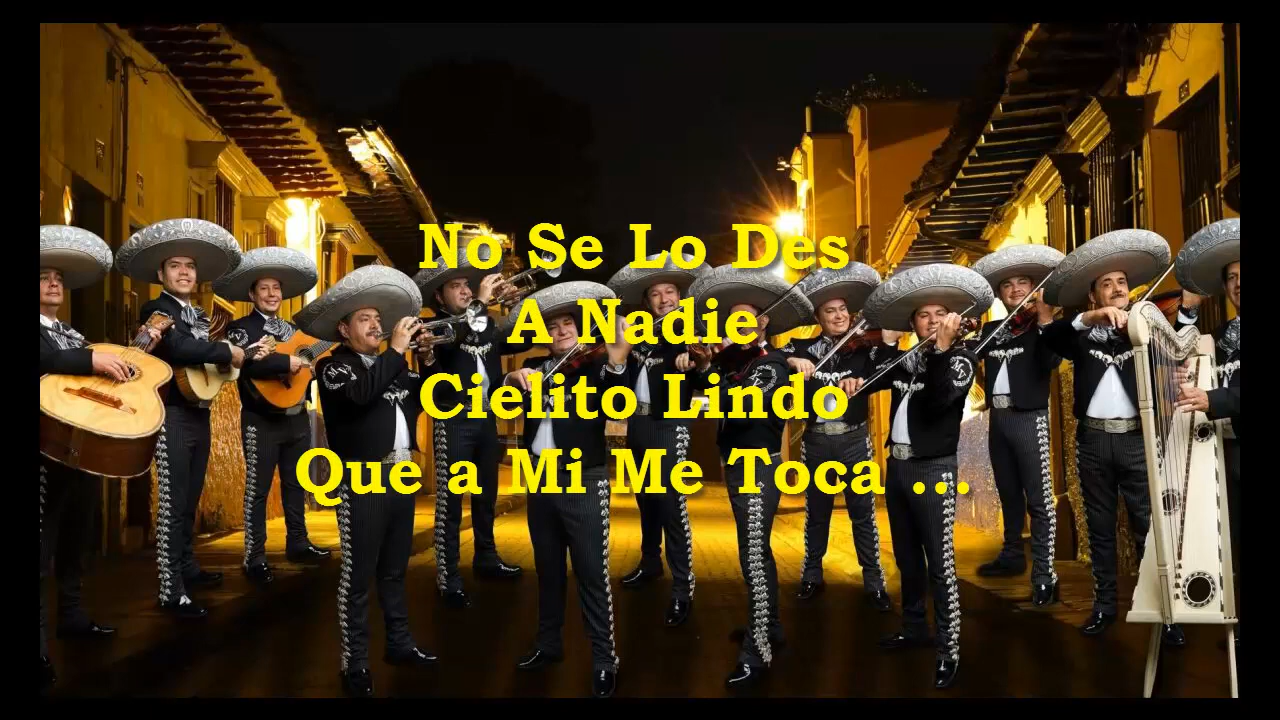 No Se Lo Des
A Nadie
Cielito Lindo
Que a Mi Me Toca ...